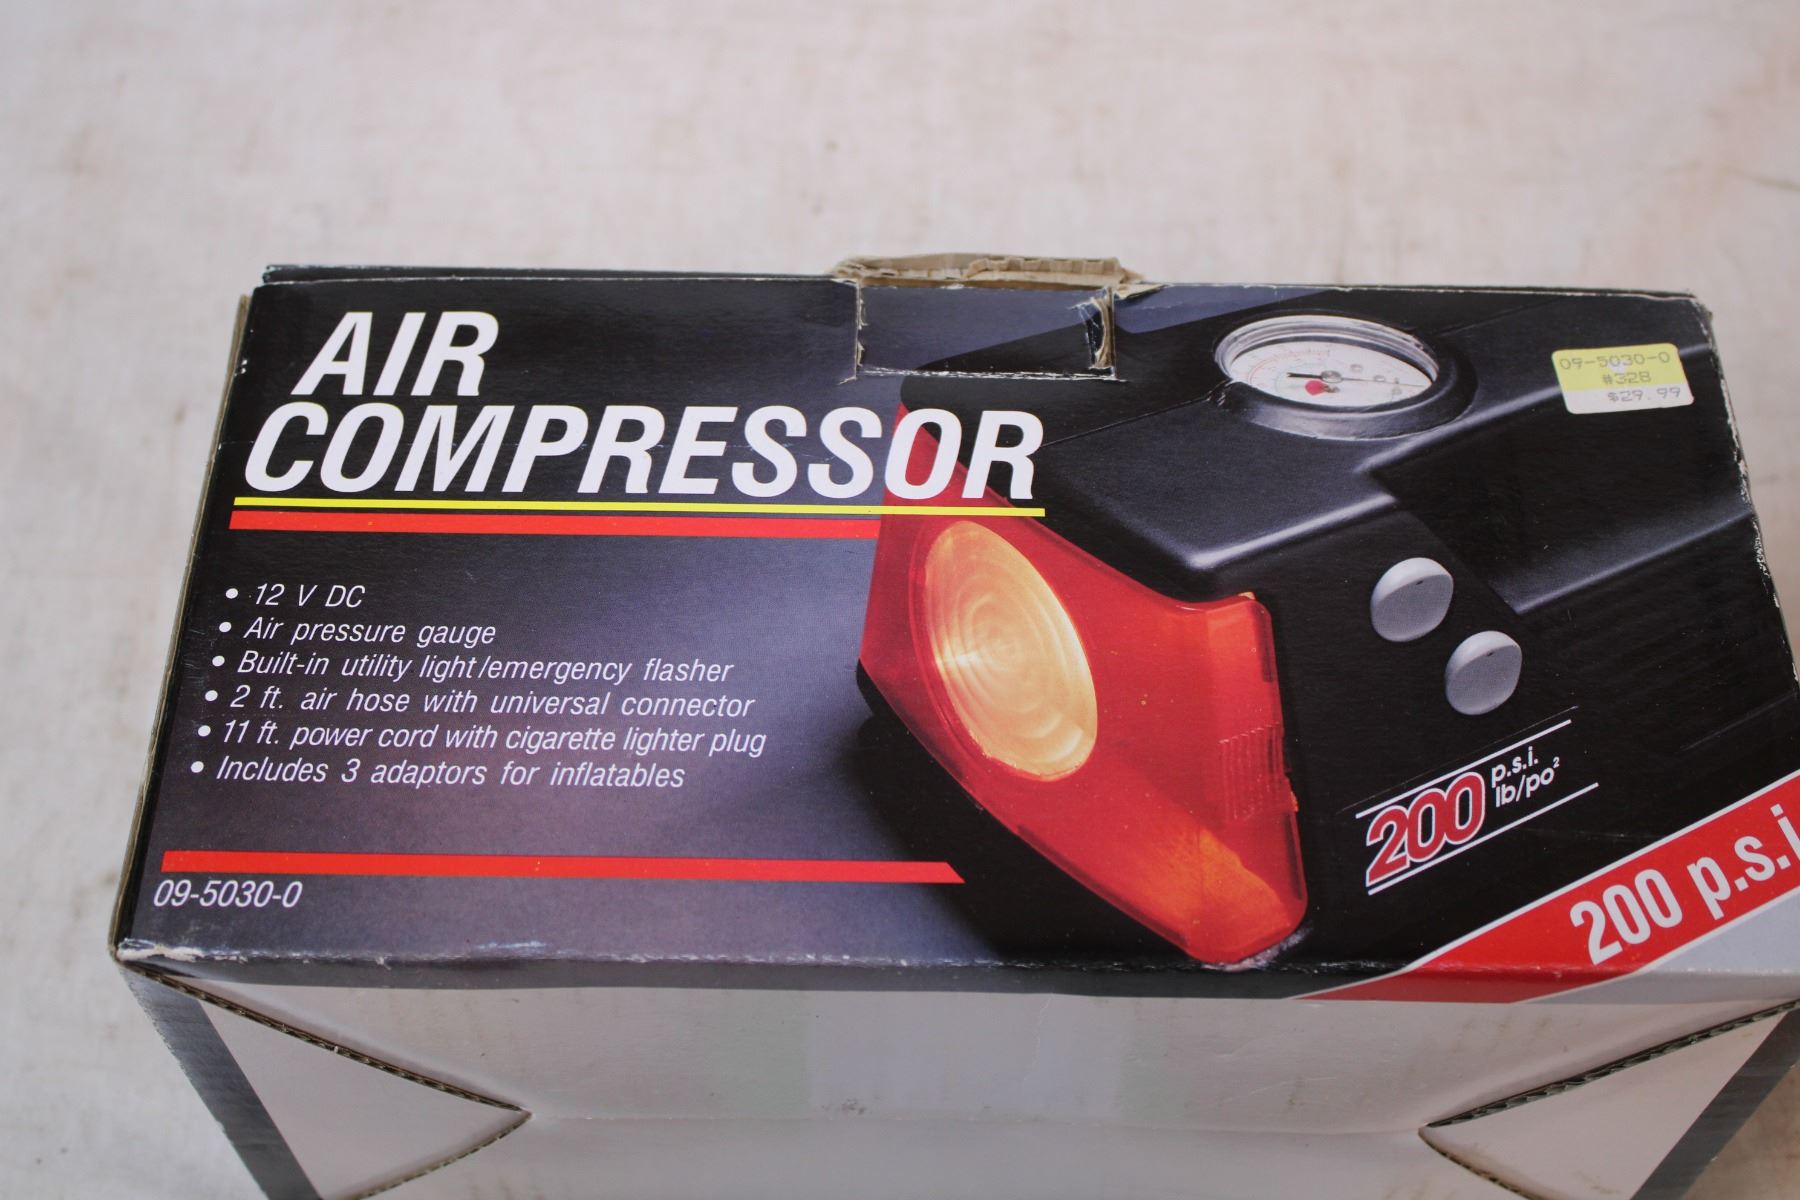 AIR
COMPRESSOR
09-5030-0
#328
$29.99
• 12 V DC
• Air pressure gauge
• Built-in utility light/emergency flasher
• 2 ft. air hose with universal connector
• 11 ft. power cord with cigarette lighter plug
• Includes 3 adaptors for inflatables
200 p.s.i.
lb/po²
200 p.s.i
09-5030-0